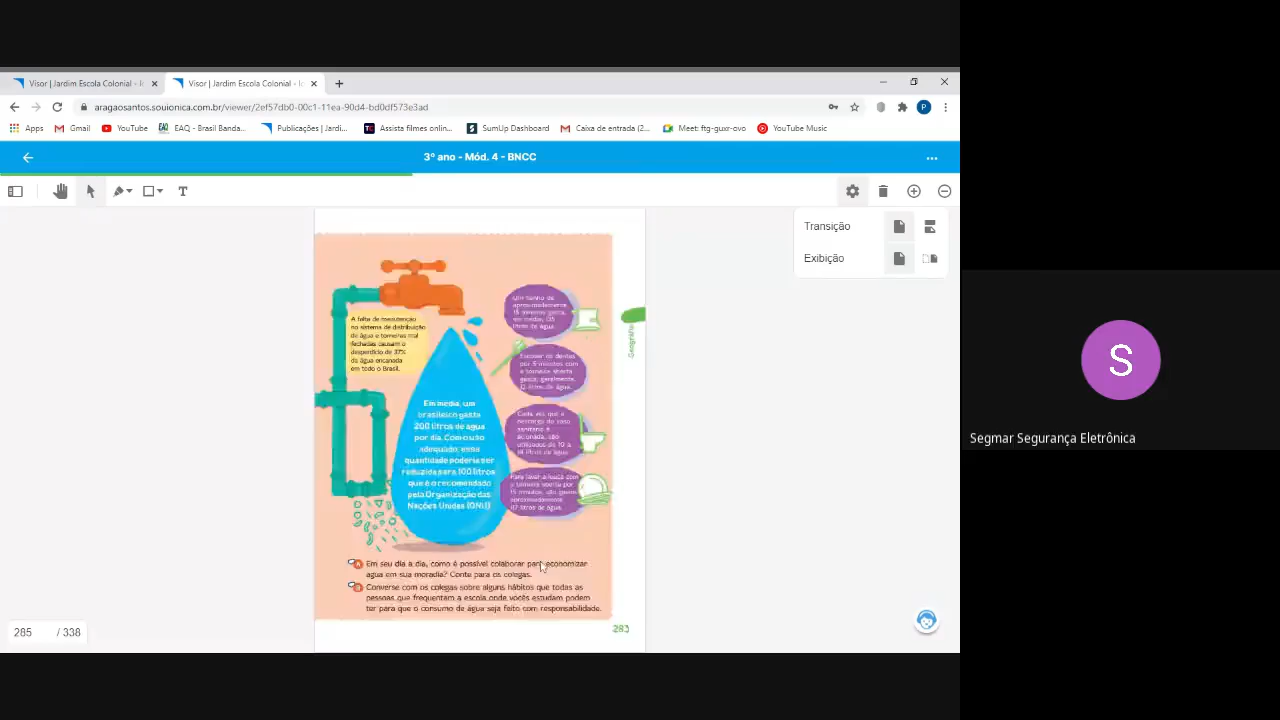 Visor | Jardim Escola Colonial - I
Visor | Jardim Escola Colonial - I
aragaosantos.souionica.com.br/viewer/2ef57db0-00c1-11ea-90d4-bd0df573e3ad
P
Apps Gmail YouTube EAQ - Brasil Banda... Publicações | Jardi... Assista filmes onlin... SumUp Dashboard Caixa de entrada (2... Meet: ftg-guxr-ovo YouTube Music
3º ano - Mód. 4 - BNCC
T
Transição
Exibição
A falta de manutenção
no sistema de distribuição
de água e torneiras mal
fechadas causam o
desperdício de 37%
da água encanada
em todo o Brasil.
Em média, um
brasileiro gasta
200 litros de água
por dia. Com o uso
adequado, essa
quantidade poderia ser
reduzida para 100 litros
que é o recomendado
pela Organização das
Nações Unidas (ONU)
Um banho de
aproximadamente
15 minutos gasta,
em média, 135
litros de água.
Escovar os dentes
por 5 minutos com
a torneira aberta
gasta, geralmente,
12 litros de água.
Cada vez que a
descarga do vaso
sanitário é
acionada, são
utilizados de 10 a
14 litros de água.
Para lavar a louça com
a torneira aberta por
15 minutos, são gastos
aproximadamente
117 litros de água.
Geografia
A Em seu dia a dia, como é possível colaborar para economizar
água em sua moradia? Conte para os colegas.
B Converse com os colegas sobre alguns hábitos que todas as
pessoas que frequentam a escola onde vocês estudam podem
ter para que o consumo de água seja feito com responsabilidade.
283
285 / 338
S
Segmar Segurança Eletrônica